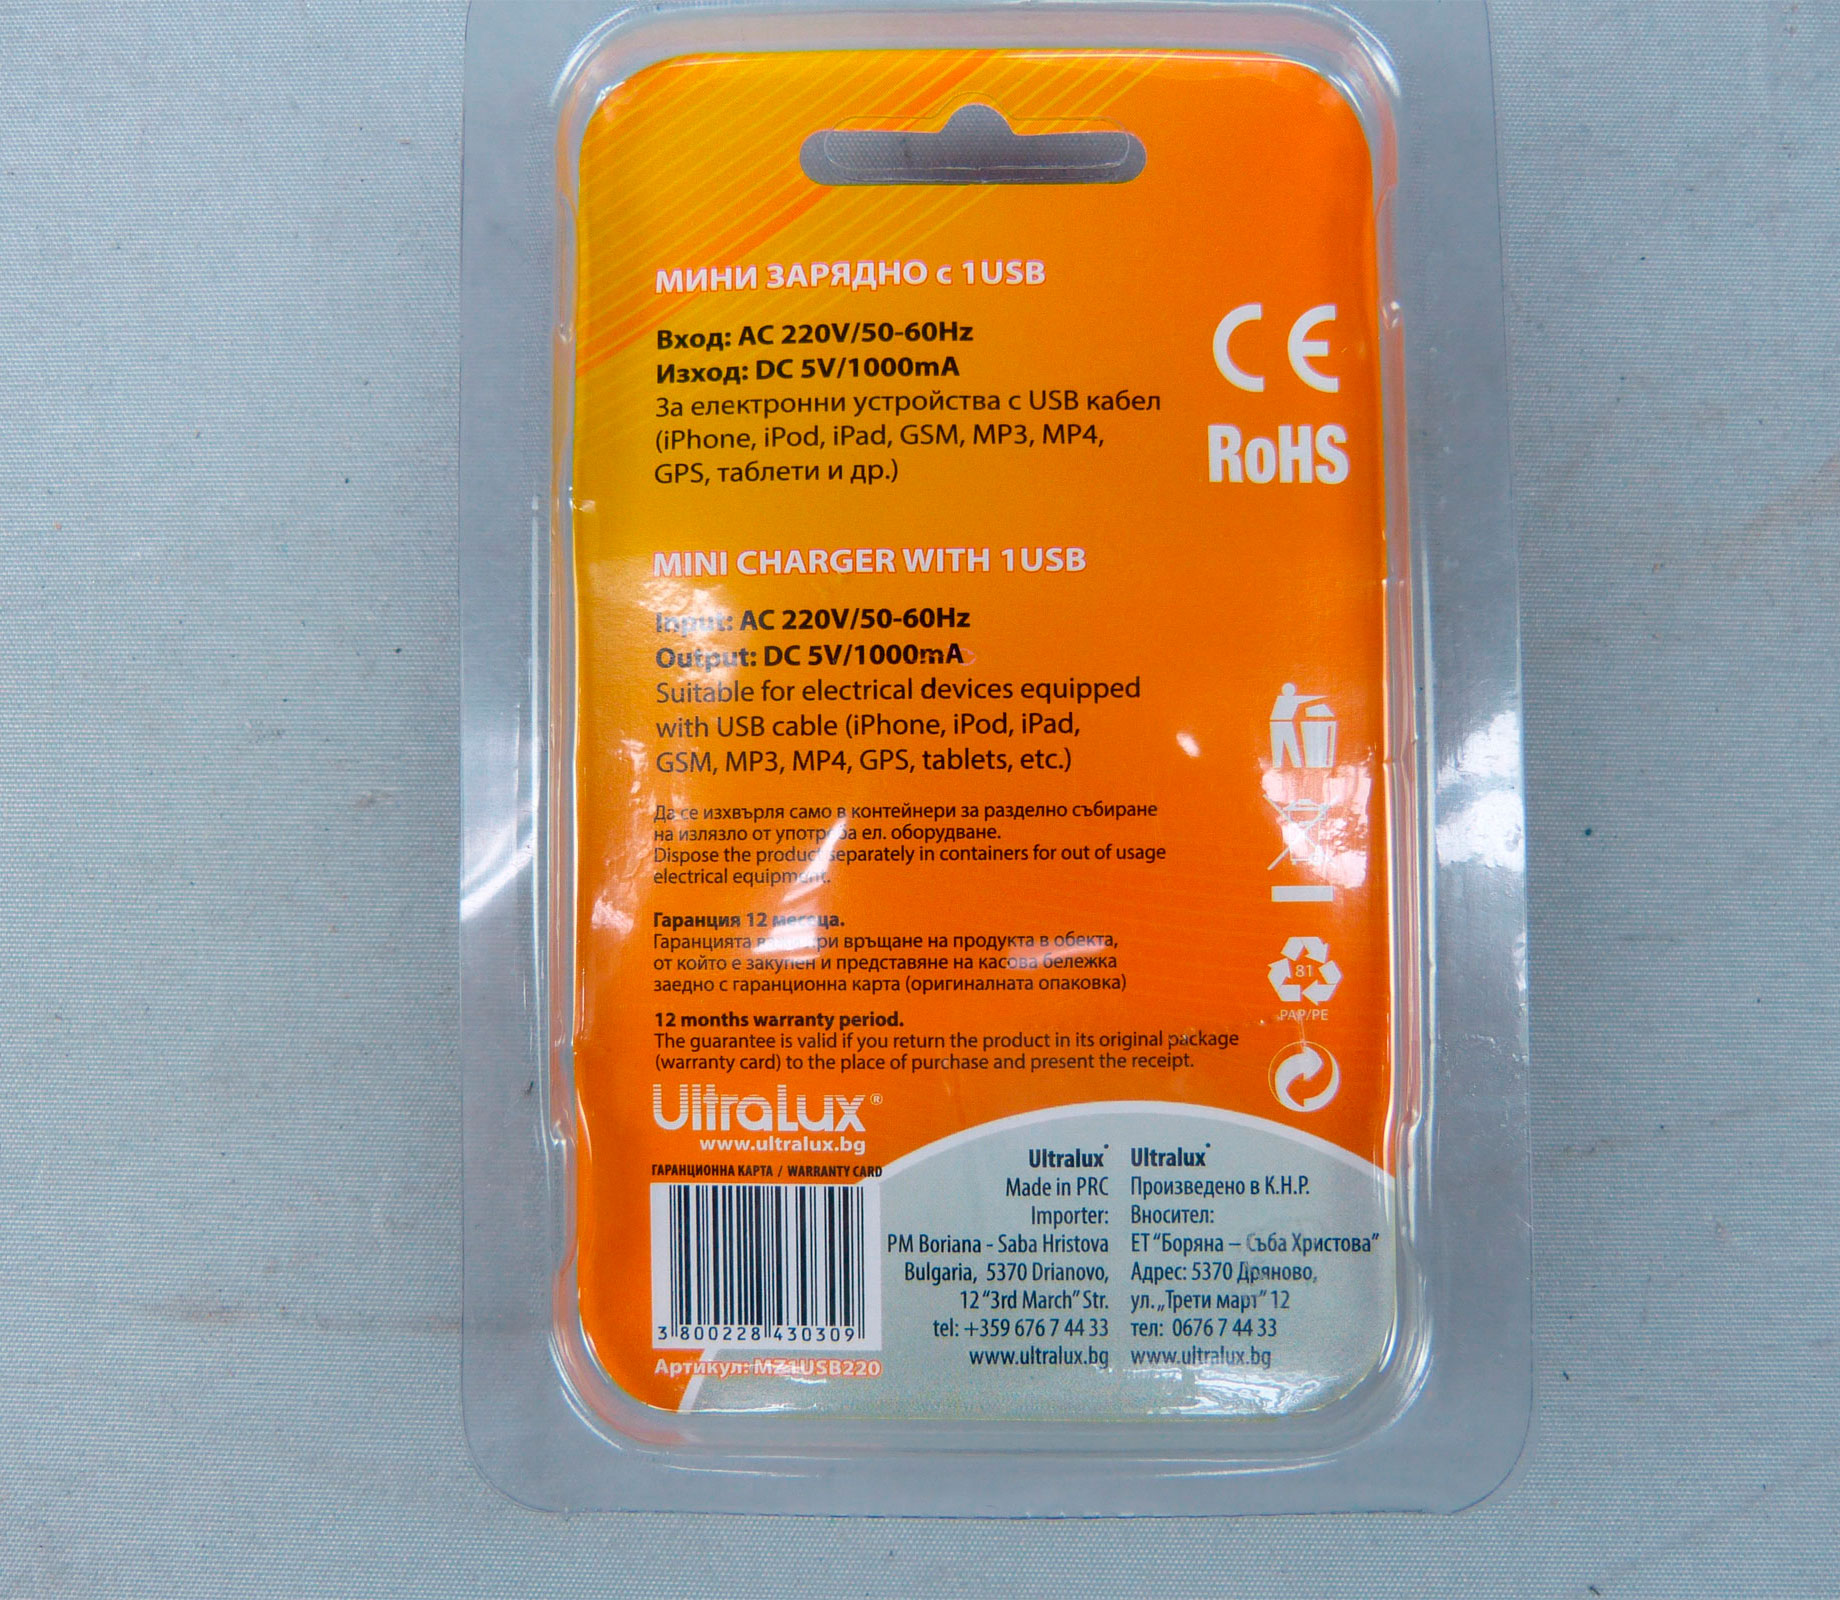 МИНИ ЗАРЯДНО с 1USB
Вход: AC 220V/50-60Hz
Изход: DC 5V/1000mA
За електронни устройства с USB кабел
(iPhone, iPod, iPad, GSM, MP3, MP4,
GPS, таблети и др.)
CE
RoHS
MINI CHARGER WITH 1USB
Input: AC 220V/50-60Hz
Output: DC 5V/1000mA
Suitable for electrical devices equipped
with USB cable (iPhone, iPod, iPad,
GSM, MP3, MP4, GPS, tablets, etc.)
Да се изхвърля само в контейнери за разделно събиране
на излязло от употреба ел. оборудване.
Dispose the product separately in containers for out of usage
electrical equipment.
Гаранция 12 месеца.
Гаранцията при връщане на продукта в обекта,
от който е закупен и представяне на касова бележка
заедно с гаранционна карта (оригиналната опаковка)
81
PAP/PE
12 months warranty period.
The guarantee is valid if you return the product in its original package
(warranty card) to the place of purchase and present the receipt.
UltraLux®
www.ultralux.bg
ГАРАНЦИОННА КАРТА / WARRANTY CARD
3 800228 430309
Артикул: MZ1USB220
Ultralux®
Made in PRC
Importer:
PM Boriana - Saba Hristova
Bulgaria, 5370 Drianovo,
12 "3rd March" Str.
tel: +359 676 7 44 33
www.ultralux.bg
Ultralux®
Произведено в К.Н.Р.
Вносител:
ЕТ "Боряна – Съба Христова"
Адрес: 5370 Дряново,
ул. „Трети март" 12
тел: 0676 7 44 33
www.ultralux.bg